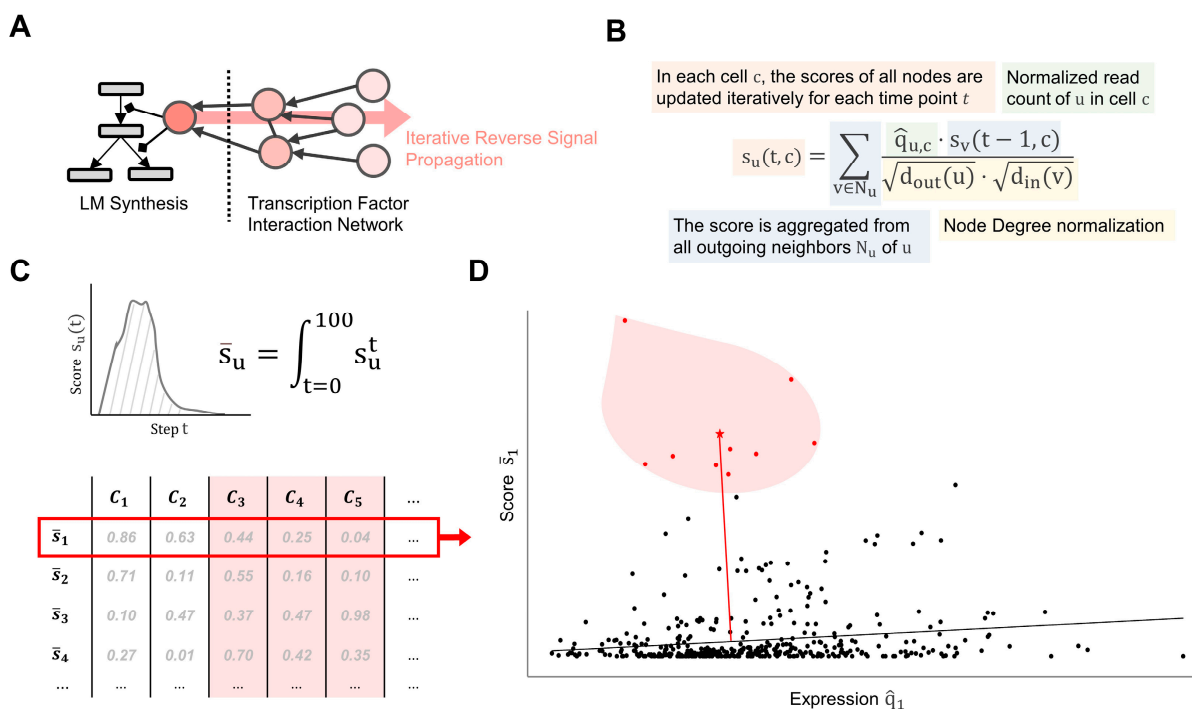 A
LM Synthesis
Transcription Factor
Interaction Network
Iterative Reverse Signal
Propagation
B
In each cell c, the scores of all nodes are
updated iteratively for each time point t
Normalized read
count of u in cell c
s_u(t, c) = ∑_{v∈N_u} (q̂_{u,c} · s_v(t − 1, c)) / (√d_out(u) · √d_in(v))
The score is aggregated from
all outgoing neighbors N_u of u
Node Degree normalization
C
Score s_u(t)
Step t
s̄_u = ∫_{t=0}^{100} s_u^t
C_1 C_2 C_3 C_4 C_5 ...
s̄_1 0.86 0.63 0.44 0.25 0.04 ...
s̄_2 0.71 0.11 0.55 0.16 0.10 ...
s̄_3 0.10 0.47 0.37 0.47 0.98 ...
s̄_4 0.27 0.01 0.70 0.42 0.35 ...
... ... ... ... ... ... ...
D
Score s̄_1
Expression q̂_1